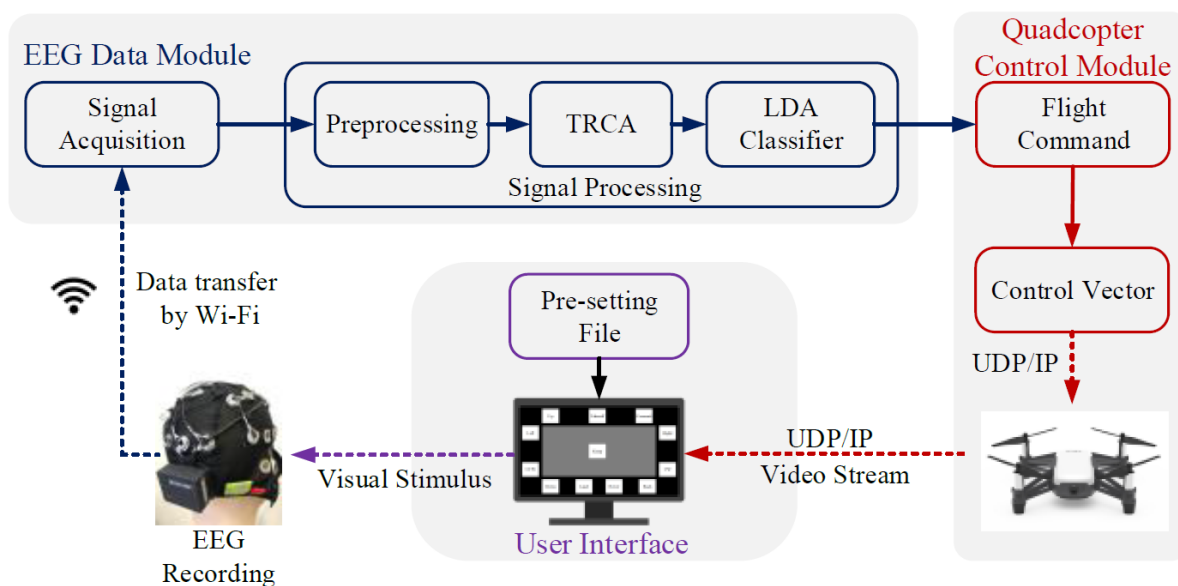 EEG Data Module
Quadcopter
Control Module
Signal
Acquisition
Preprocessing
TRCA
LDA
Classifier
Flight
Command
Signal Processing
Data transfer
by Wi-Fi
Pre-setting
File
Control Vector
UDP/IP
UDP/IP
Video Stream
Visual Stimulus
EEG
Recording
User Interface